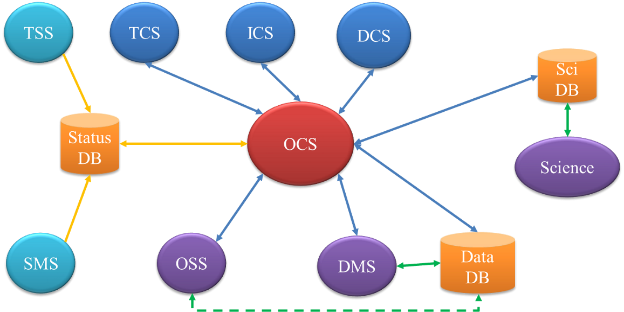 TSS
TCS
ICS
DCS
Sci
DB
Status
DB
OCS
Science
SMS
OSS
DMS
Data
DB